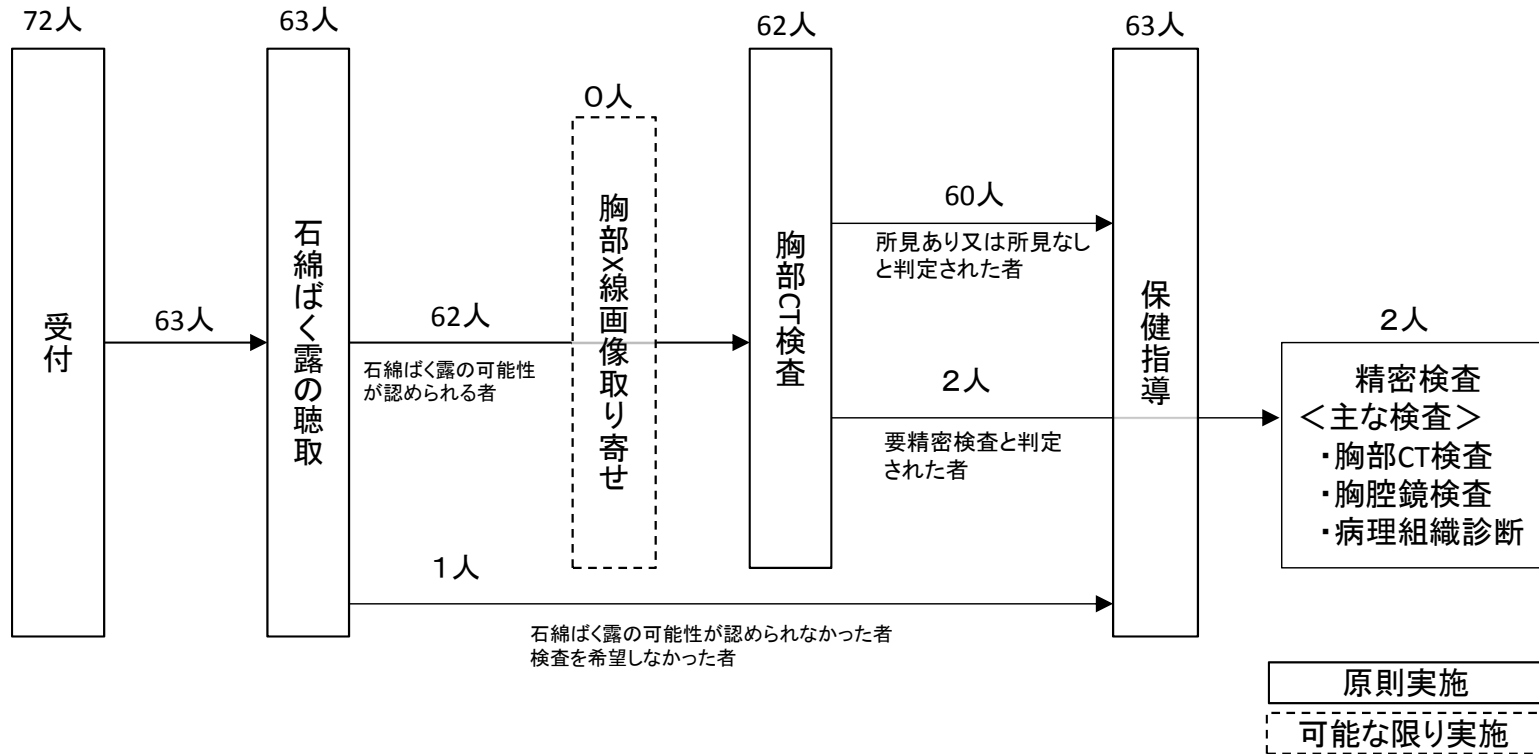 72人
63人
0人
62人
63人
受付
63人
石綿ばく露の聴取
62人
石綿ばく露の可能性
が認められる者
胸部X線画像取り寄せ
胸部CT検査
60人
所見あり又は所見なし
と判定された者
2人
要精密検査と判定
された者
1人
石綿ばく露の可能性が認められなかった者
検査を希望しなかった者
保健指導
2人
精密検査
＜主な検査＞
・胸部CT検査
・胸腔鏡検査
・病理組織診断
原則実施
可能な限り実施